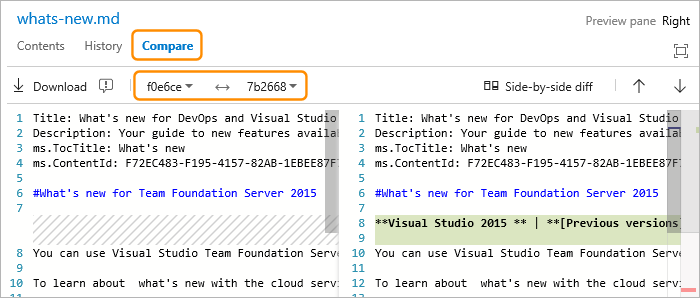 whats-new.md
Preview pane Right
Contents History Compare
Download f0e6ce 7b2668 Side-by-side diff
1 Title: What's new for DevOps and Visual Studio
2 Description: Your guide to new features availa
3 ms.TocTitle: What's new
4 ms.ContentId: F72EC483-F195-4157-82AB-1EBEE87F
5
6 #What's new for Team Foundation Server 2015
7
8 You can use Visual Studio Team Foundation Serve
9
10 To learn about  what's new with the cloud servi
11
1 Title: What's new for DevOps and Visual Studio
2 Description: Your guide to new features availa
3 ms.TocTitle: What's new
4 ms.ContentId: F72EC483-F195-4157-82AB-1EBEE87F
5
6 #What's new for Team Foundation Server 2015
7
8 **Visual Studio 2015 ** | **[Previous versions]
9
10 You can use Visual Studio Team Foundation Serve
11
12 To learn about  what's new with the cloud servi